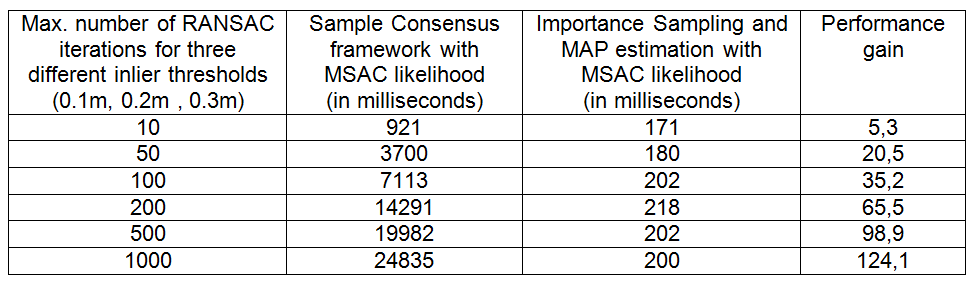 Max. number of RANSAC iterations for three different inlier thresholds (0.1m, 0.2m , 0.3m)
Sample Consensus framework with MSAC likelihood (in milliseconds)
Importance Sampling and MAP estimation with MSAC likelihood (in milliseconds)
Performance gain
10 921 171 5,3
50 3700 180 20,5
100 7113 202 35,2
200 14291 218 65,5
500 19982 202 98,9
1000 24835 200 124,1